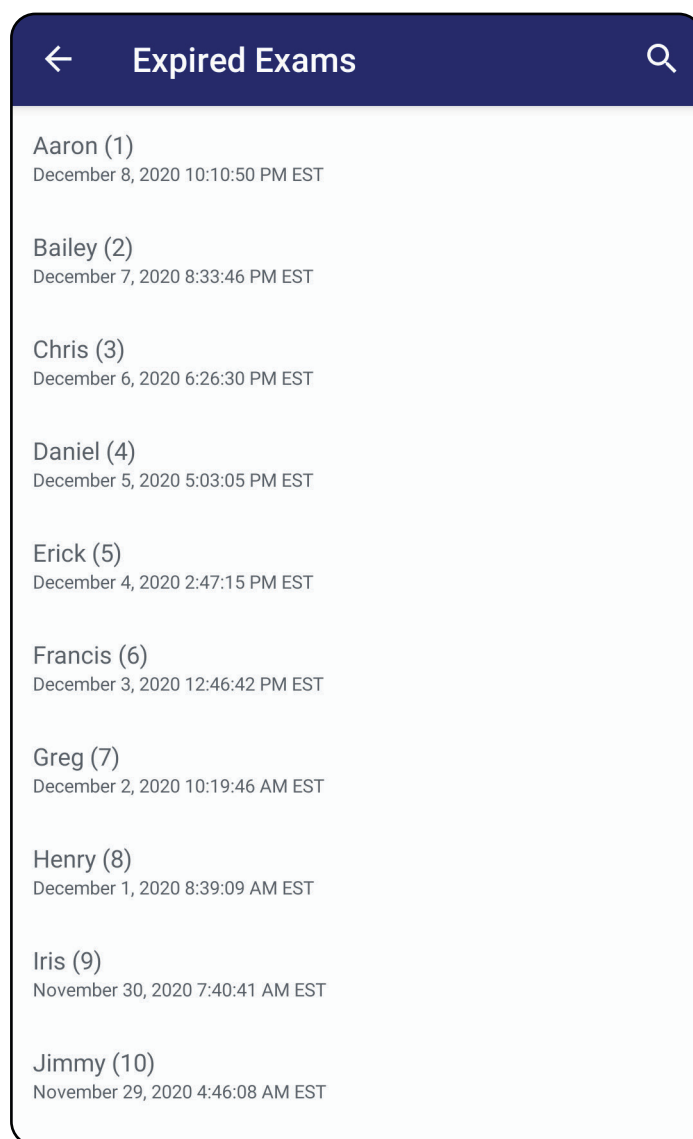 Expired Exams
Aaron (1)
December 8, 2020 10:10:50 PM EST
Bailey (2)
December 7, 2020 8:33:46 PM EST
Chris (3)
December 6, 2020 6:26:30 PM EST
Daniel (4)
December 5, 2020 5:03:05 PM EST
Erick (5)
December 4, 2020 2:47:15 PM EST
Francis (6)
December 3, 2020 12:46:42 PM EST
Greg (7)
December 2, 2020 10:19:46 AM EST
Henry (8)
December 1, 2020 8:39:09 AM EST
Iris (9)
November 30, 2020 7:40:41 AM EST
Jimmy (10)
November 29, 2020 4:46:08 AM EST